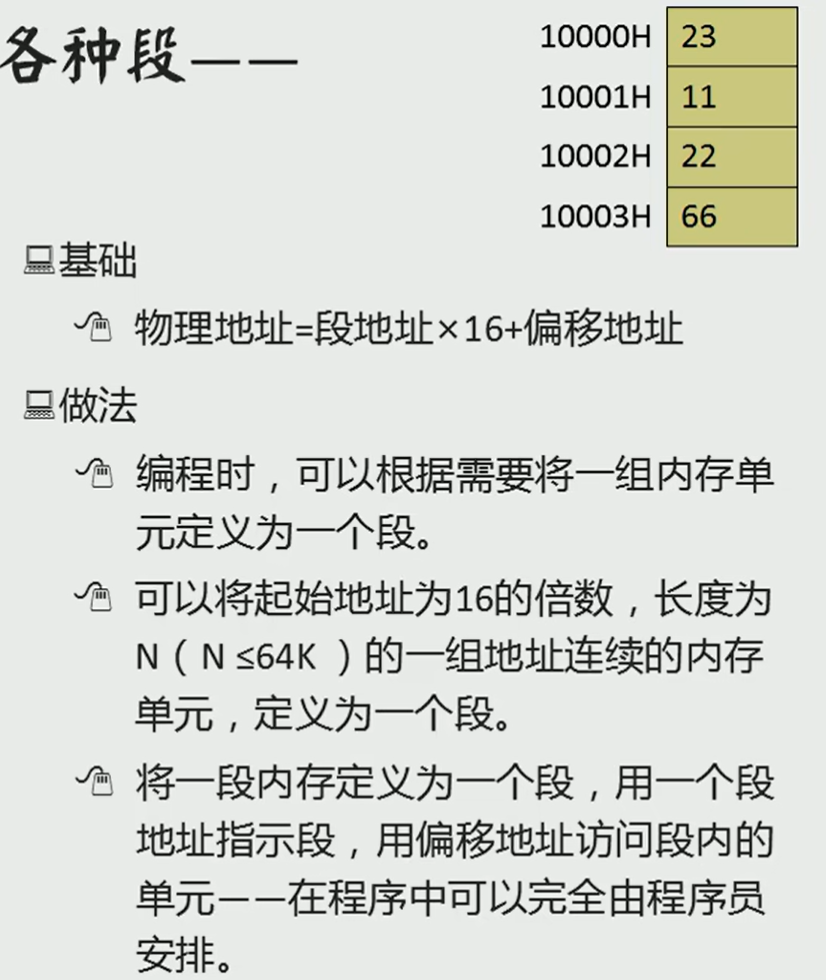 各种段——
10000H 23
10001H 11
10002H 22
10003H 66
基础
物理地址=段地址×16+偏移地址
做法
编程时，可以根据需要将一组内存单
元定义为一个段。
可以将起始地址为16的倍数，长度为
N（ N ≤64K ）的一组地址连续的内存
单元，定义为一个段。
将一段内存定义为一个段，用一个段
地址指示段，用偏移地址访问段内的
单元——在程序中可以完全由程序员
安排。